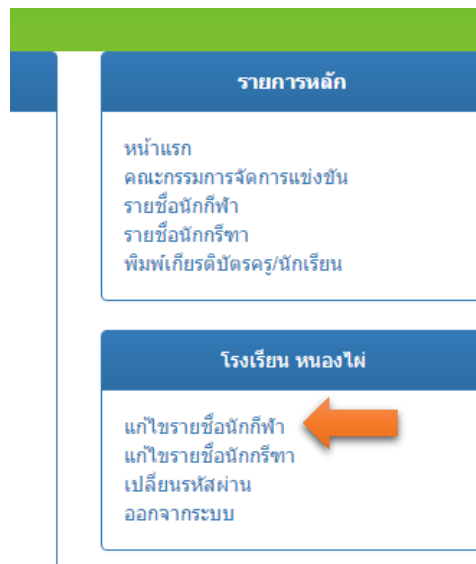 รายการหลัก
หน้าแรก
คณะกรรมการจัดการแข่งขัน
รายชื่อนักกีฬา
รายชื่อนักกรีฑา
พิมพ์เกียรติบัตรครู/นักเรียน
โรงเรียน หนองไผ่
แก้ไขรายชื่อนักกีฬา
แก้ไขรายชื่อนักกรีฑา
เปลี่ยนรหัสผ่าน
ออกจากระบบ